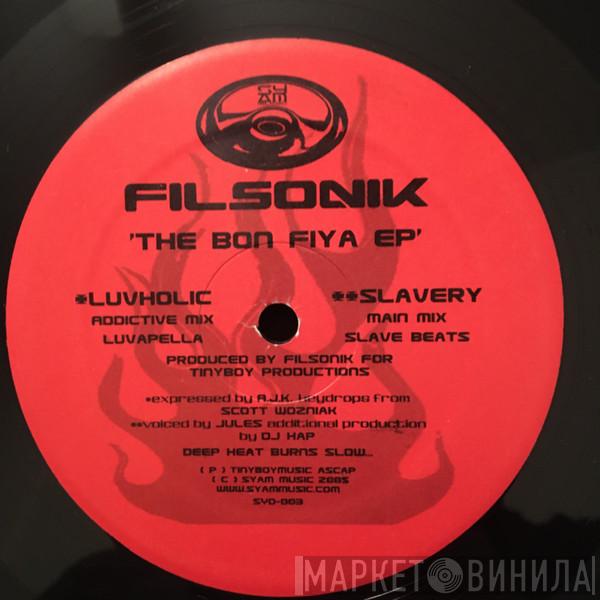 SY
AM
FILSONIK
'THE BON FIYA EP'
*LUVHOLIC
ADDICTIVE MIX
LUVAPELLA
**SLAVERY
MAIN MIX
SLAVE BEATS
PRODUCED BY FILSONIK FOR
TINYBOY PRODUCTIONS
*expressed by A.J.K. keydrops from
SCOTT WOZNIAK
**voiced by JULES additional production
by DJ HAP
DEEP HEAT BURNS SLOW...
( P ) TINYBOYMUSIC ASCAP
( C ) SYAM MUSIC 2005
WWW.SYAMMUSIC.COM
SYD-003
МАРКЕТ ВИНИЛА